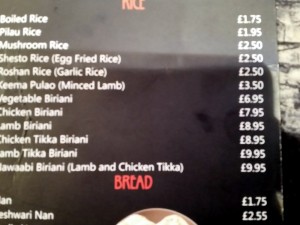 RICE
Boiled Rice £1.75
Pilau Rice £1.95
Mushroom Rice £2.50
Shesto Rice (Egg Fried Rice) £2.50
Roshan Rice (Garlic Rice) £2.50
Keema Pulao (Minced Lamb) £3.50
Vegetable Biriani £6.95
Chicken Biriani £7.95
Lamb Biriani £8.95
Chicken Tikka Biriani £8.95
Lamb Tikka Biriani £9.95
Nawaabi Biriani (Lamb and Chicken Tikka) £9.95
BREAD
Nan £1.75
Peshwari Nan £2.55